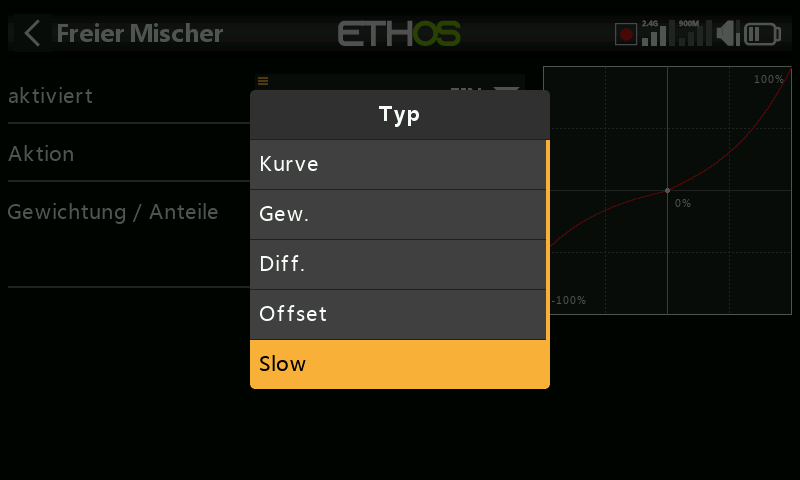 Freier Mischer
ETHOS
2.4G
900M
aktiviert
Aktion
Gewichtung / Anteile
Typ
Kurve
Gew.
Diff.
Offset
Slow
100%
0%
-100%